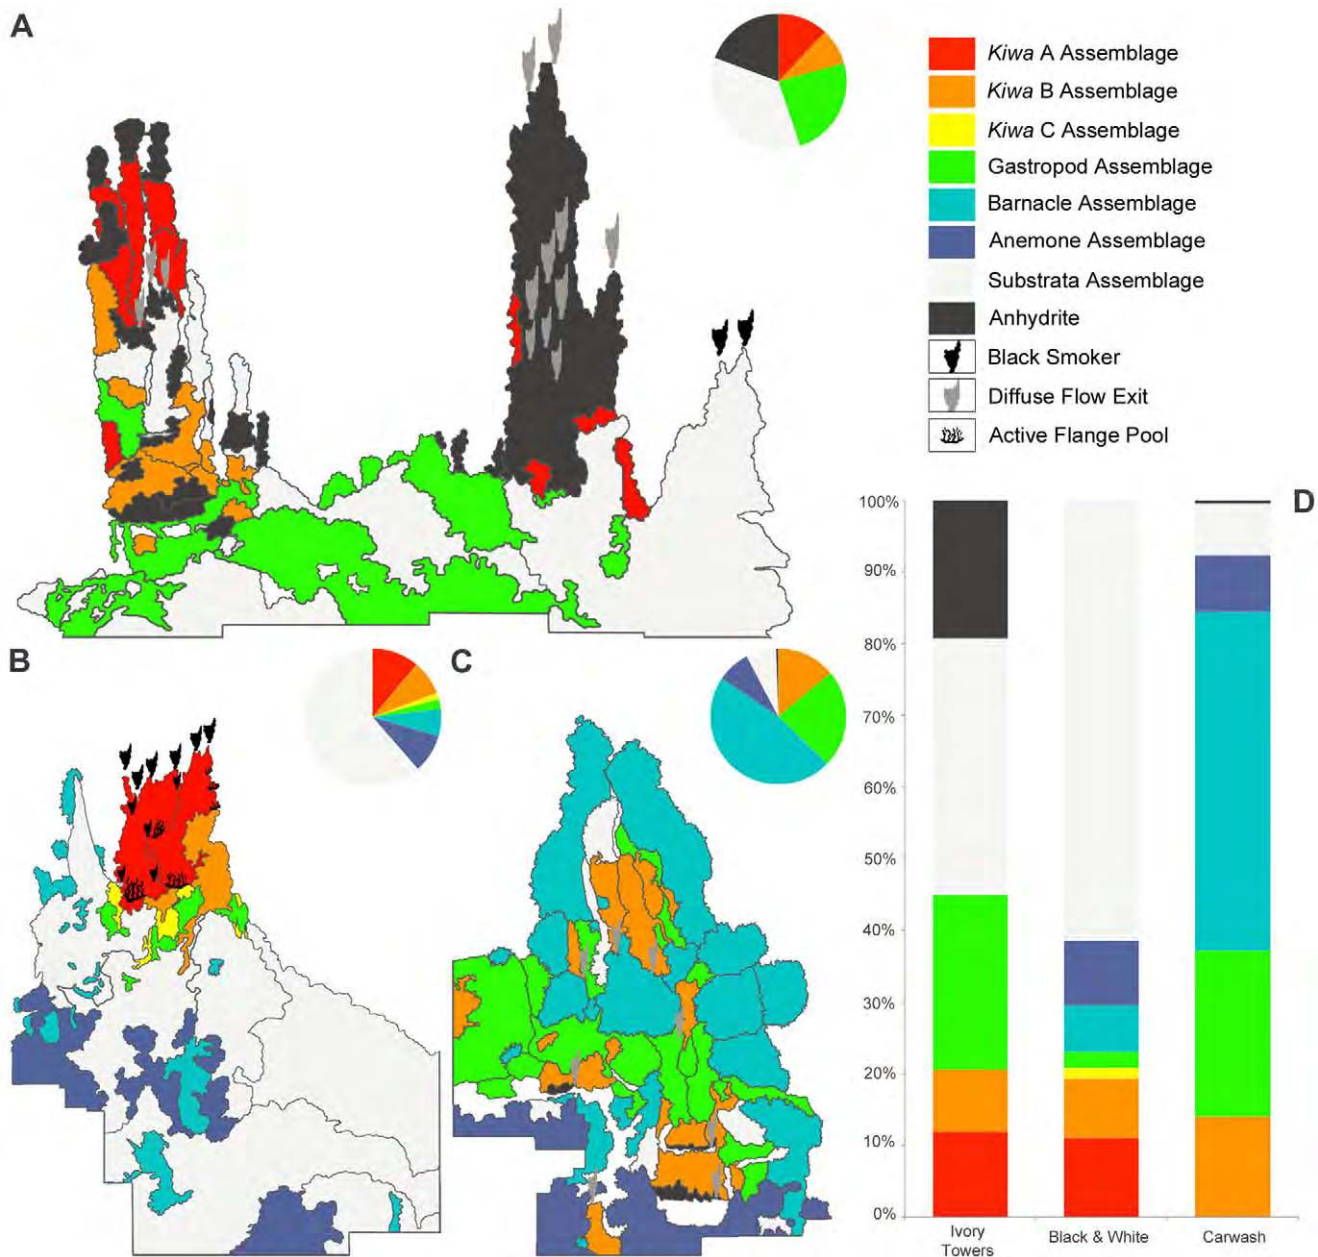 A
Kiwa A Assemblage
Kiwa B Assemblage
Kiwa C Assemblage
Gastropod Assemblage
Barnacle Assemblage
Anemone Assemblage
Substrata Assemblage
Anhydrite
Black Smoker
Diffuse Flow Exit
Active Flange Pool
B
C
D
100%
90%
80%
70%
60%
50%
40%
30%
20%
10%
0%
Ivory
Towers
Black & White
Carwash